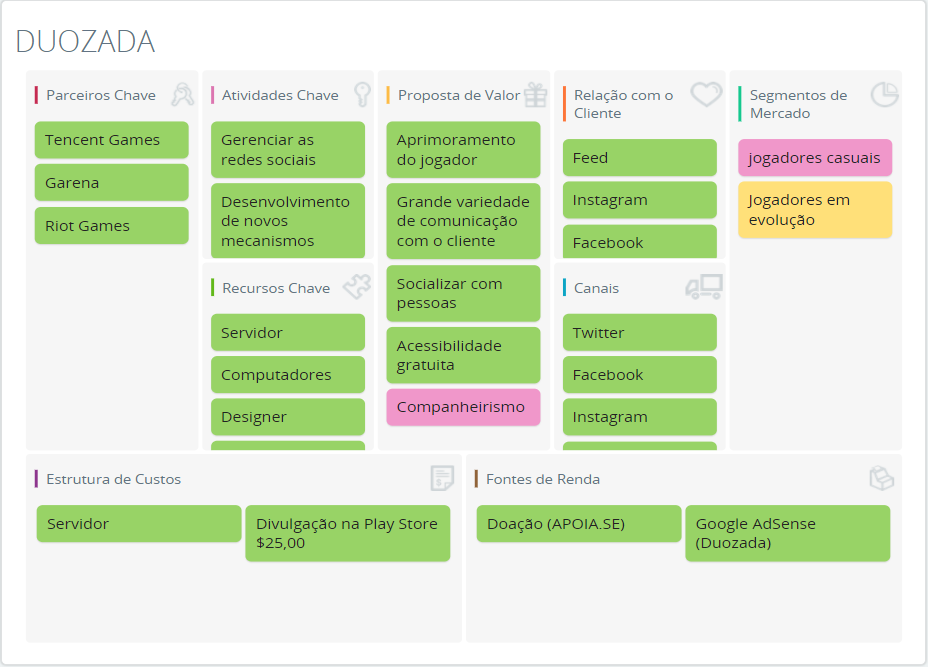 DUOZADA
Parceiros Chave
Tencent Games
Garena
Riot Games
Atividades Chave
Gerenciar as
redes sociais
Desenvolvimento
de novos
mecanismos
Recursos Chave
Servidor
Computadores
Designer
Proposta de Valor
Aprimoramento
do jogador
Grande variedade
de comunicação
com o cliente
Socializar com
pessoas
Acessibilidade
gratuita
Companheirismo
Relação com o
Cliente
Feed
Instagram
Facebook
Canais
Twitter
Facebook
Instagram
Segmentos de
Mercado
jogadores casuais
Jogadores em
evolução
Estrutura de Custos
Servidor
Divulgação na Play Store
$25,00
Fontes de Renda
Doação (APOIA.SE)
Google AdSense
(Duozada)